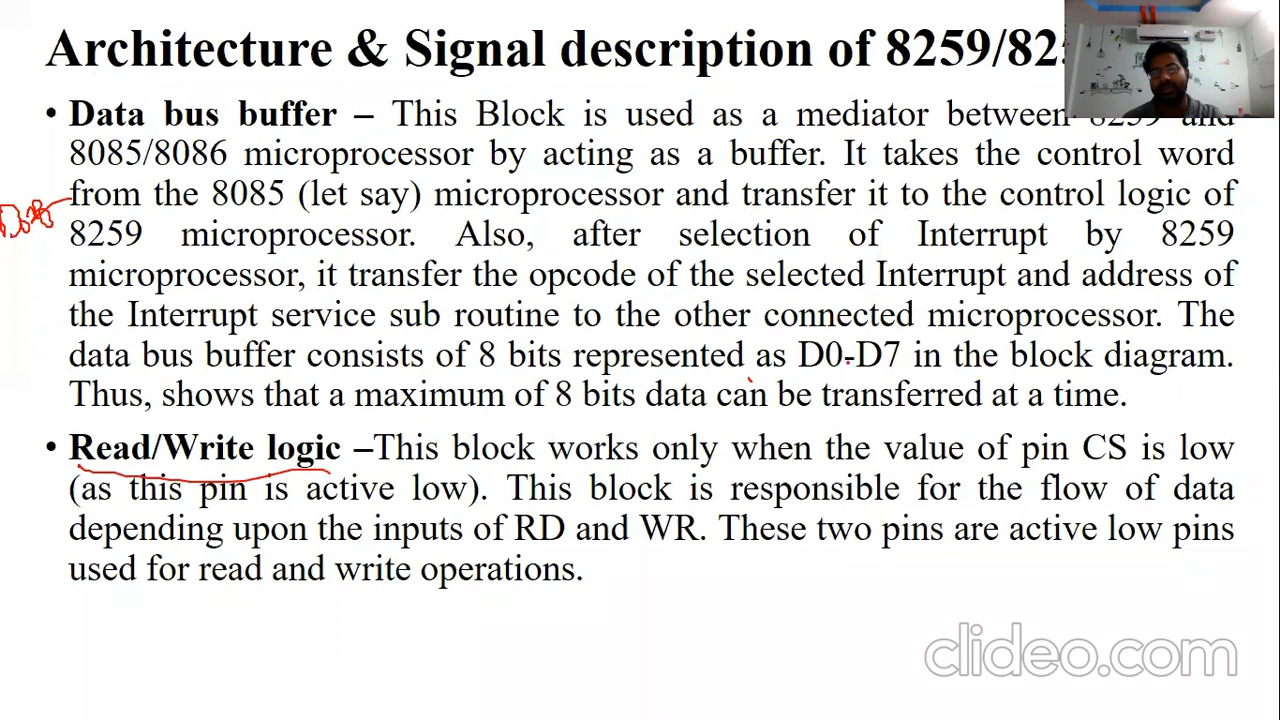 Architecture & Signal description of 8259/82
• Data bus buffer – This Block is used as a mediator between 8259 and
8085/8086 microprocessor by acting as a buffer. It takes the control word
from the 8085 (let say) microprocessor and transfer it to the control logic of
8259 microprocessor. Also, after selection of Interrupt by 8259
microprocessor, it transfer the opcode of the selected Interrupt and address of
the Interrupt service sub routine to the other connected microprocessor. The
data bus buffer consists of 8 bits represented as D0-D7 in the block diagram.
Thus, shows that a maximum of 8 bits data can be transferred at a time.
• Read/Write logic –This block works only when the value of pin CS is low
(as this pin is active low). This block is responsible for the flow of data
depending upon the inputs of RD and WR. These two pins are active low pins
used for read and write operations.
clideo.com